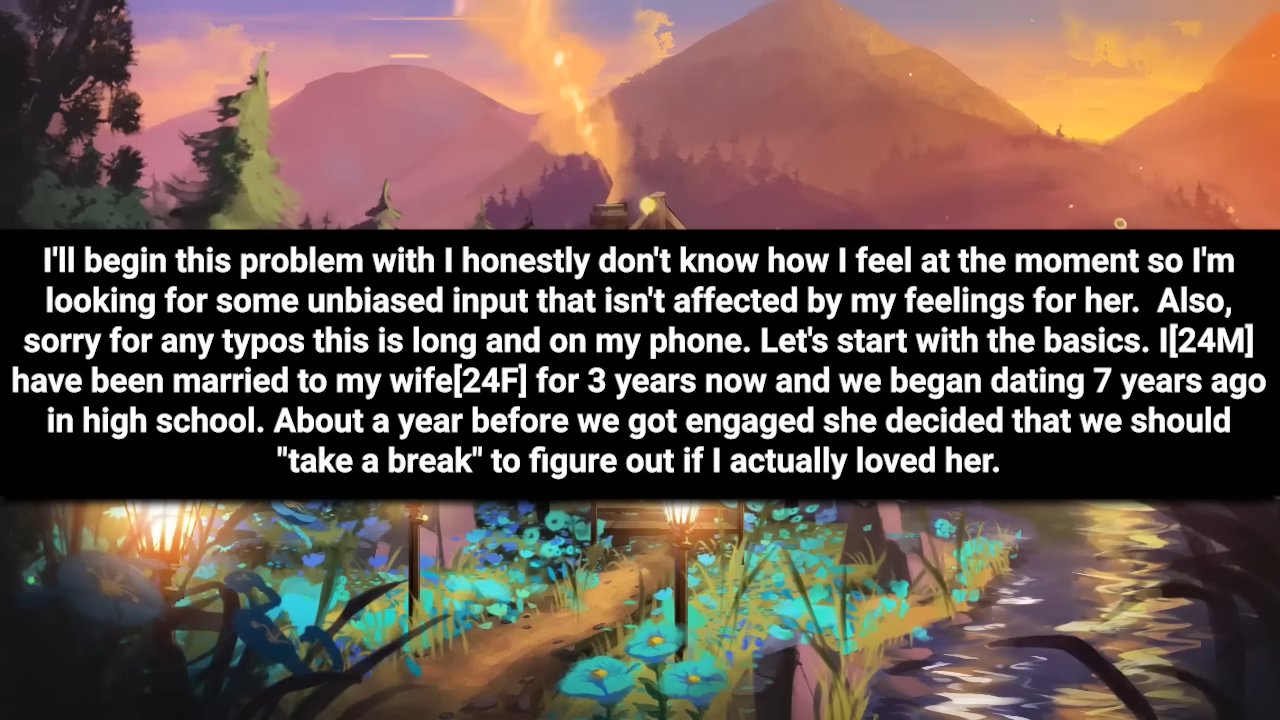 I'll begin this problem with I honestly don't know how I feel at the moment so I'm
looking for some unbiased input that isn't affected by my feelings for her.  Also,
sorry for any typos this is long and on my phone. Let's start with the basics. I[24M]
have been married to my wife[24F] for 3 years now and we began dating 7 years ago
in high school. About a year before we got engaged she decided that we should
"take a break" to figure out if I actually loved her.